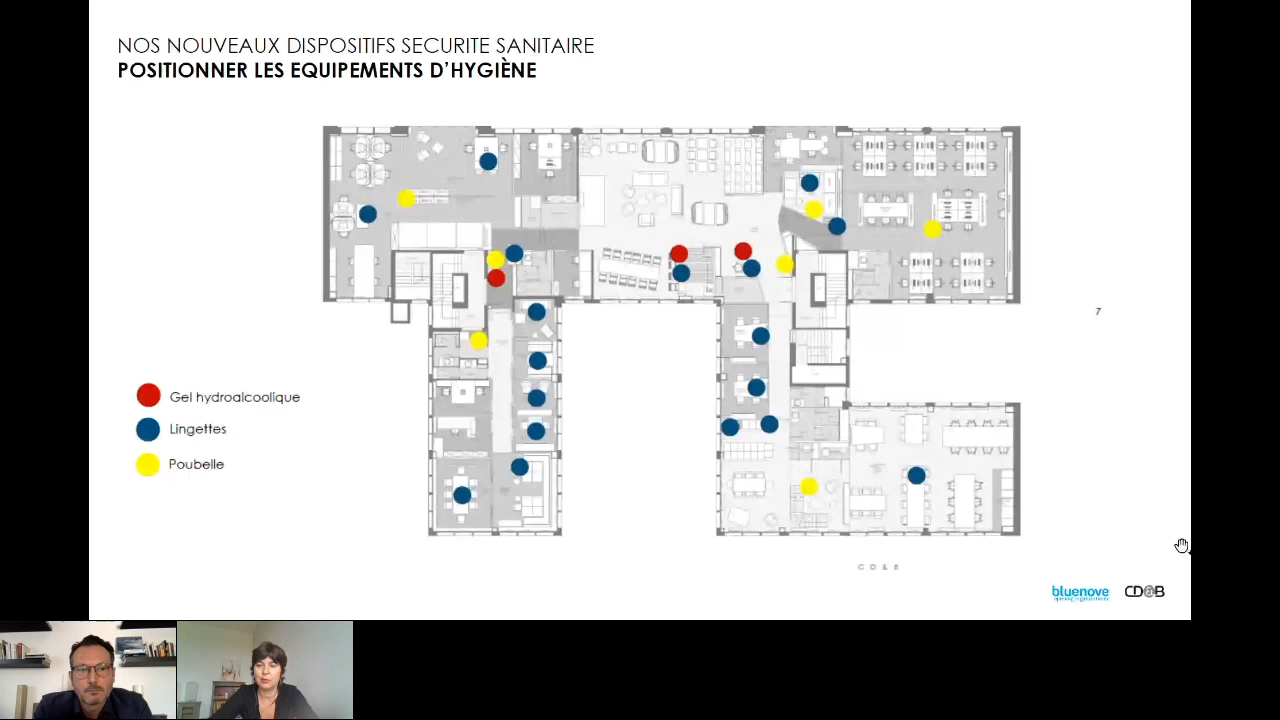 NOS NOUVEAUX DISPOSITIFS SECURITE SANITAIRE
POSITIONNER LES EQUIPEMENTS D'HYGIÈNE
7
Gel hydroalcoolique
Lingettes
Poubelle
C D & B
bluenove
CD@B